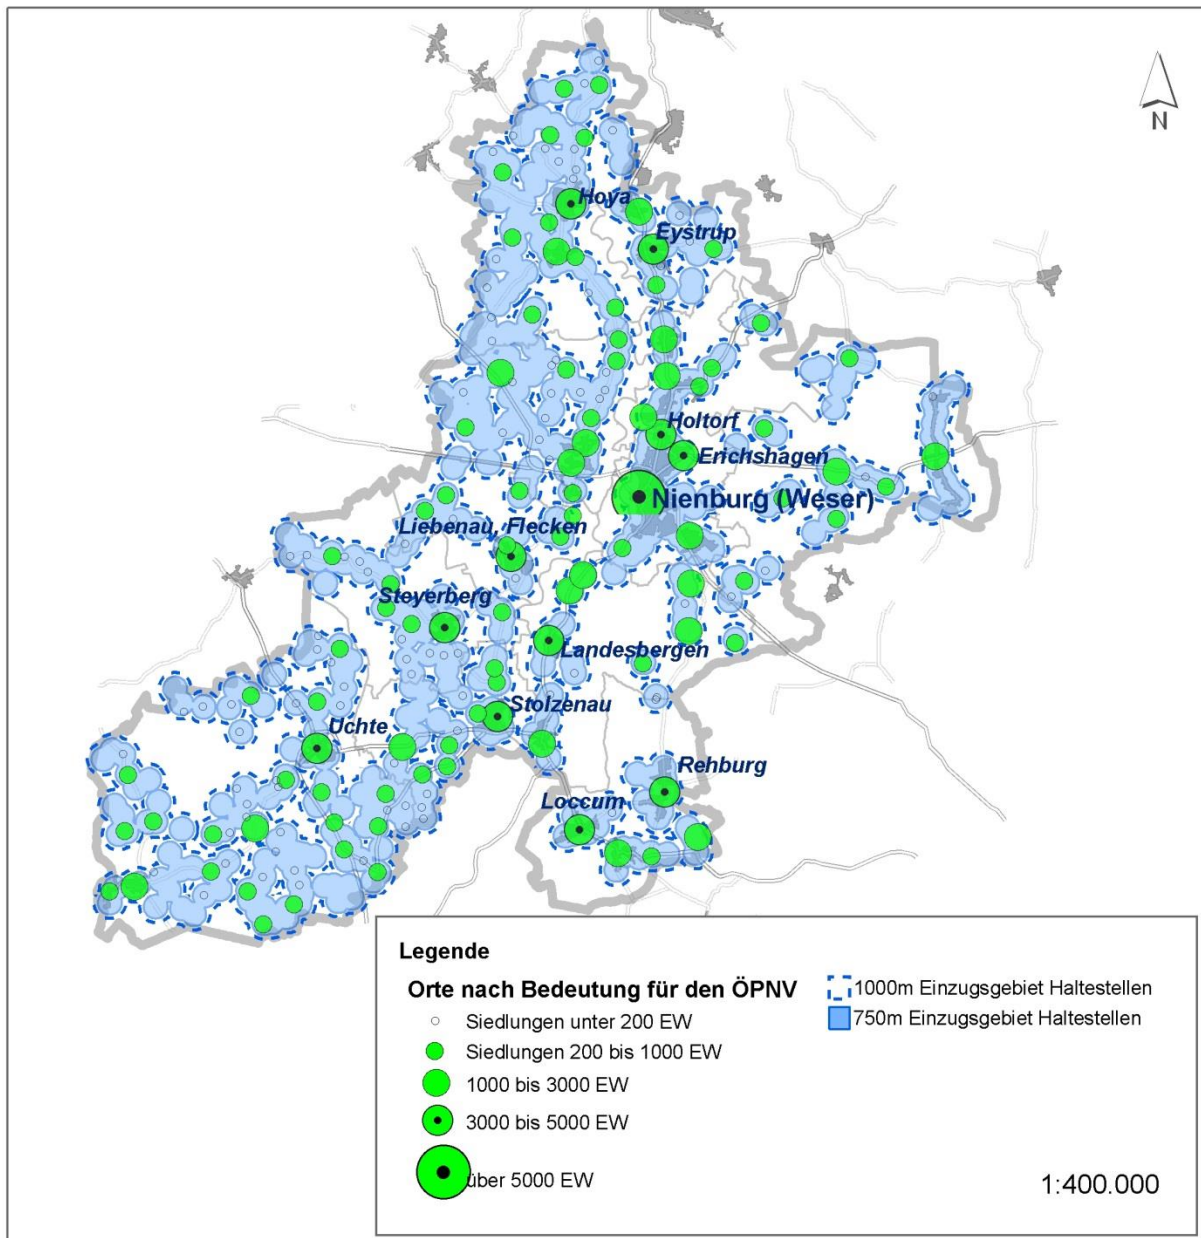 N
Hoya
Eystrup
Holtorf
Erichshagen
Nienburg (Weser)
Liebenau, Flecken
Steyerberg
Landesbergen
Stolzenau
Uchte
Rehburg
Loccum
Legende
Orte nach Bedeutung für den ÖPNV
Siedlungen unter 200 EW
Siedlungen 200 bis 1000 EW
1000 bis 3000 EW
3000 bis 5000 EW
über 5000 EW
1000m Einzugsgebiet Haltestellen
750m Einzugsgebiet Haltestellen
1:400.000